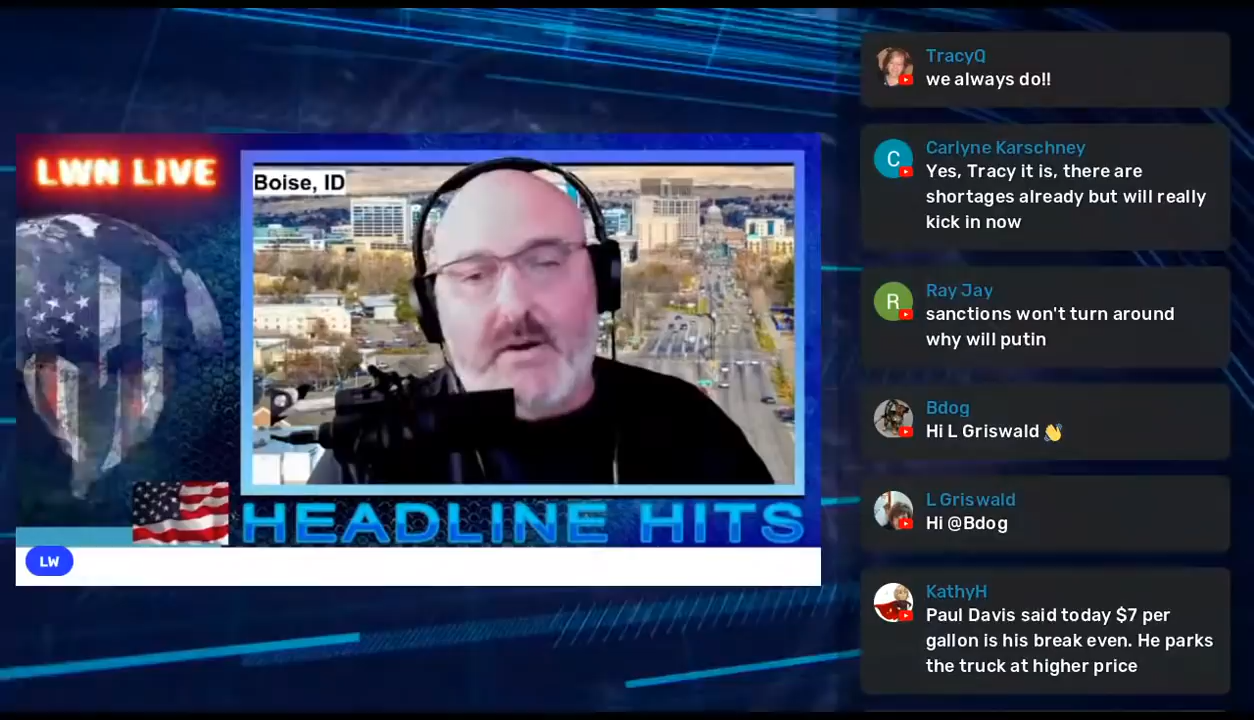 LWN LIVE
Boise, ID
HEADLINE HITS
LW
TracyQ
we always do!!
C
Carlyne Karschney
Yes, Tracy it is, there are
shortages already but will really
kick in now
R
Ray Jay
sanctions won't turn around
why will putin
Bdog
Hi L Griswald 👋
L Griswald
Hi @Bdog
KathyH
Paul Davis said today $7 per
gallon is his break even. He parks
the truck at higher price